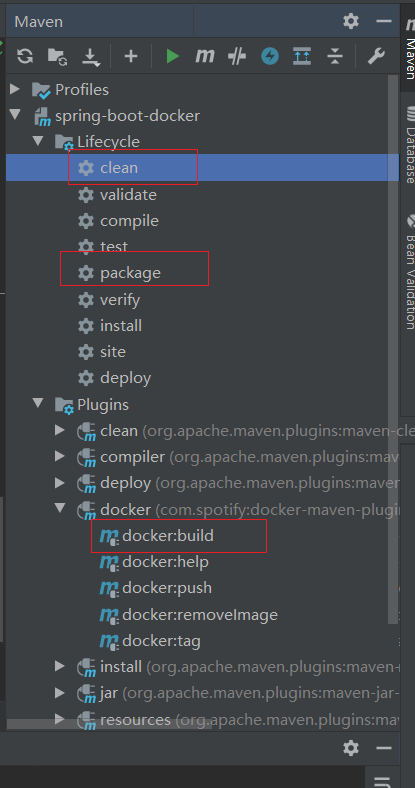 Maven
Profiles
spring-boot-docker
Lifecycle
clean
validate
compile
test
package
verify
install
site
deploy
Plugins
clean (org.apache.maven.plugins:maven-cle
compiler (org.apache.maven.plugins:mave
deploy (org.apache.maven.plugins:maven-
docker (com.spotify:docker-maven-plugi
docker:build
docker:help
docker:push
docker:removeImage
docker:tag
install (org.apache.maven.plugins:maven-
jar (org.apache.maven.plugins:maven-jar-
resources (org.apache.maven.plugins:mav
Maven
Database
Bean Validation